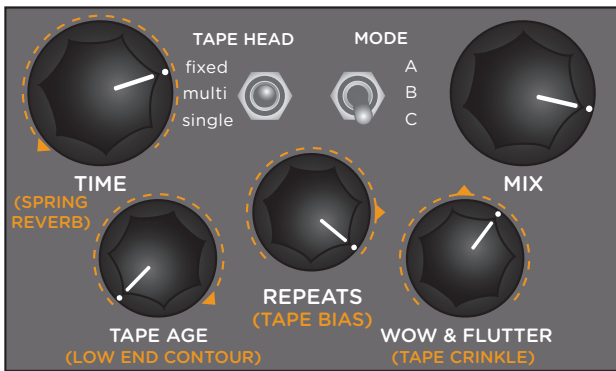 TAPE HEAD
MODE
fixed
multi
single
A
B
C
TIME
(SPRING
REVERB)
MIX
REPEATS
(TAPE BIAS)
TAPE AGE
(LOW END CONTOUR)
WOW & FLUTTER
(TAPE CRINKLE)